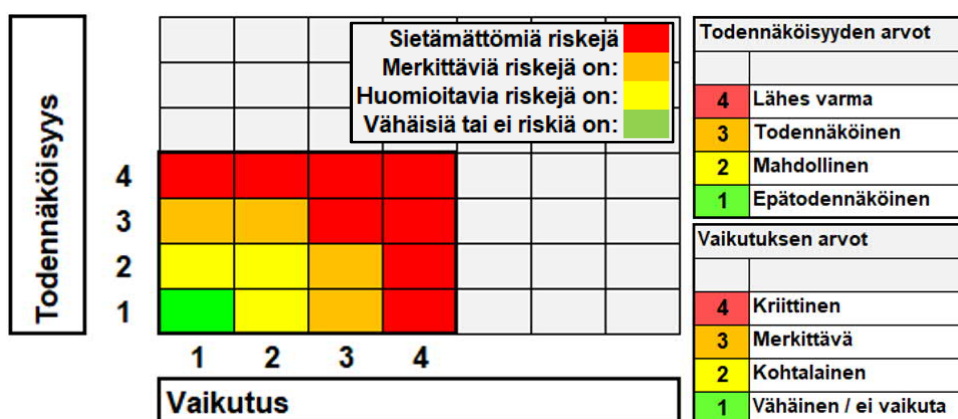 Todennäköisyys
Sietämättömiä riskejä
Merkittäviä riskejä on:
Huomioitavia riskejä on:
Vähäisiä tai ei riskiä on:
4
3
2
1
1 2 3 4
Vaikutus
Todennäköisyyden arvot
4 Lähes varma
3 Todennäköinen
2 Mahdollinen
1 Epätodennäköinen
Vaikutuksen arvot
4 Kriittinen
3 Merkittävä
2 Kohtalainen
1 Vähäinen / ei vaikuta